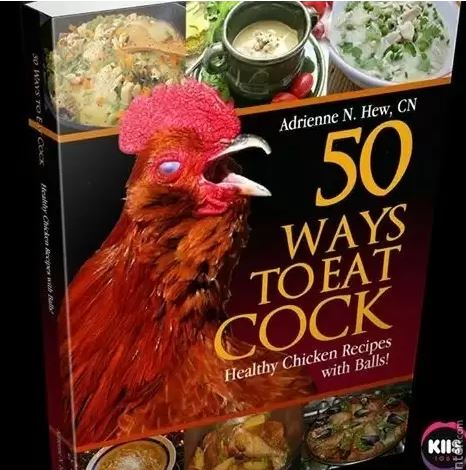 Adrienne N. Hew, CN
50
WAYS
TO EAT
COCK
Healthy Chicken Recipes
with Balls!
50 WAYS TO EAT COCK
Healthy Chicken Recipes with Balls!
KIIS